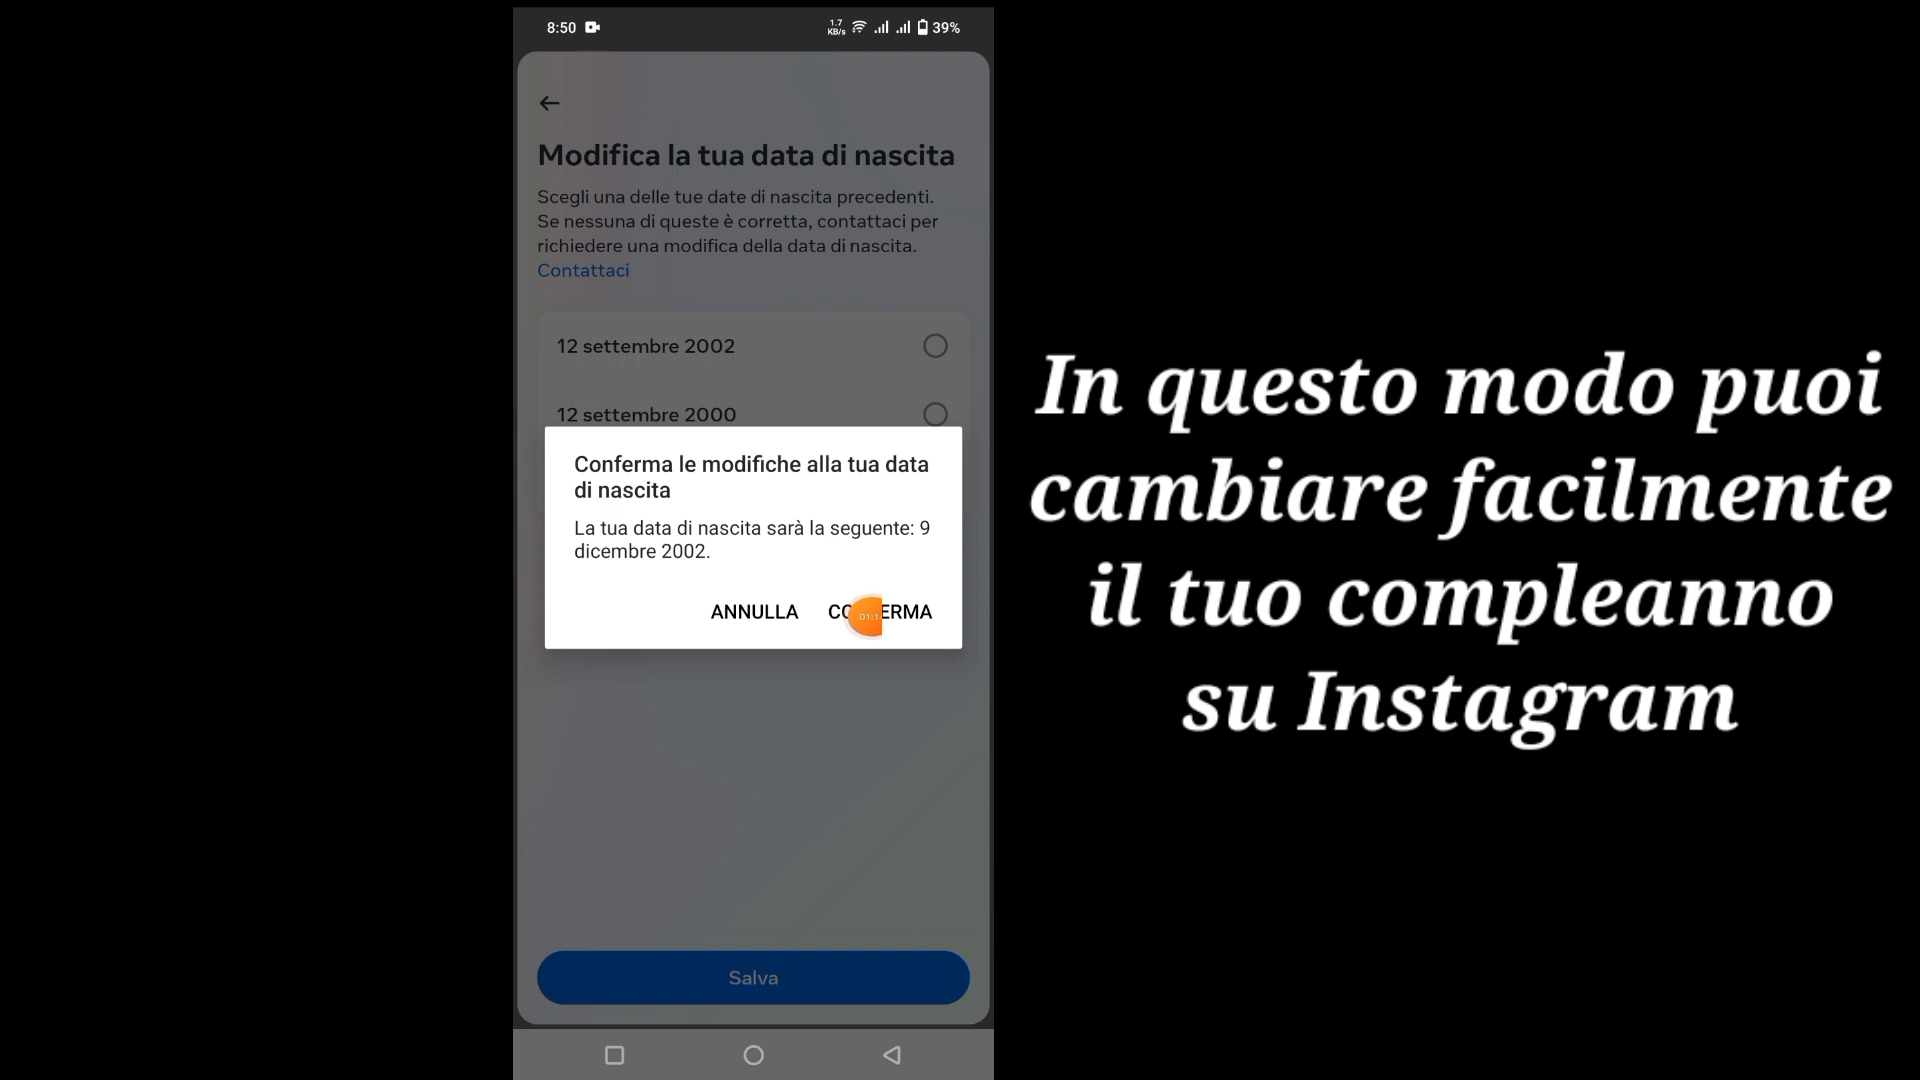 8:50
1.7
KB/s
39%
Modifica la tua data di nascita
Scegli una delle tue date di nascita precedenti.
Se nessuna di queste è corretta, contattaci per
richiedere una modifica della data di nascita.
Contattaci
12 settembre 2002
12 settembre 2000
Conferma le modifiche alla tua data
di nascita
La tua data di nascita sarà la seguente: 9
dicembre 2002.
ANNULLA
Salva
In questo modo puoi
cambiare facilmente
il tuo compleanno
su Instagram